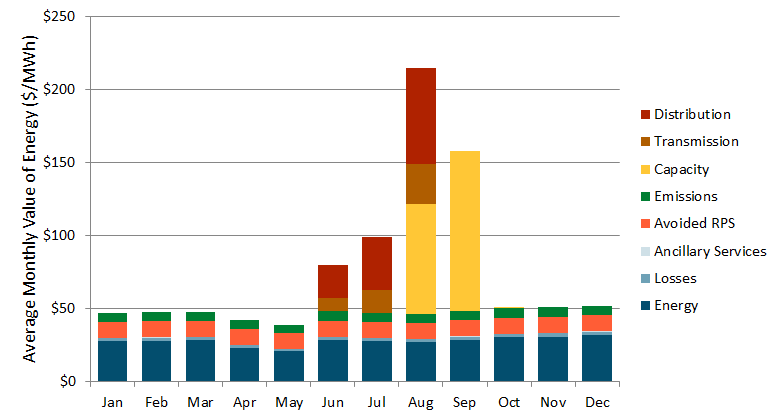 Average Monthly Value of Energy ($/MWh)
$250
$200
$150
$100
$50
$0
Jan Feb Mar Apr May Jun Jul Aug Sep Oct Nov Dec
Distribution
Transmission
Capacity
Emissions
Avoided RPS
Ancillary Services
Losses
Energy